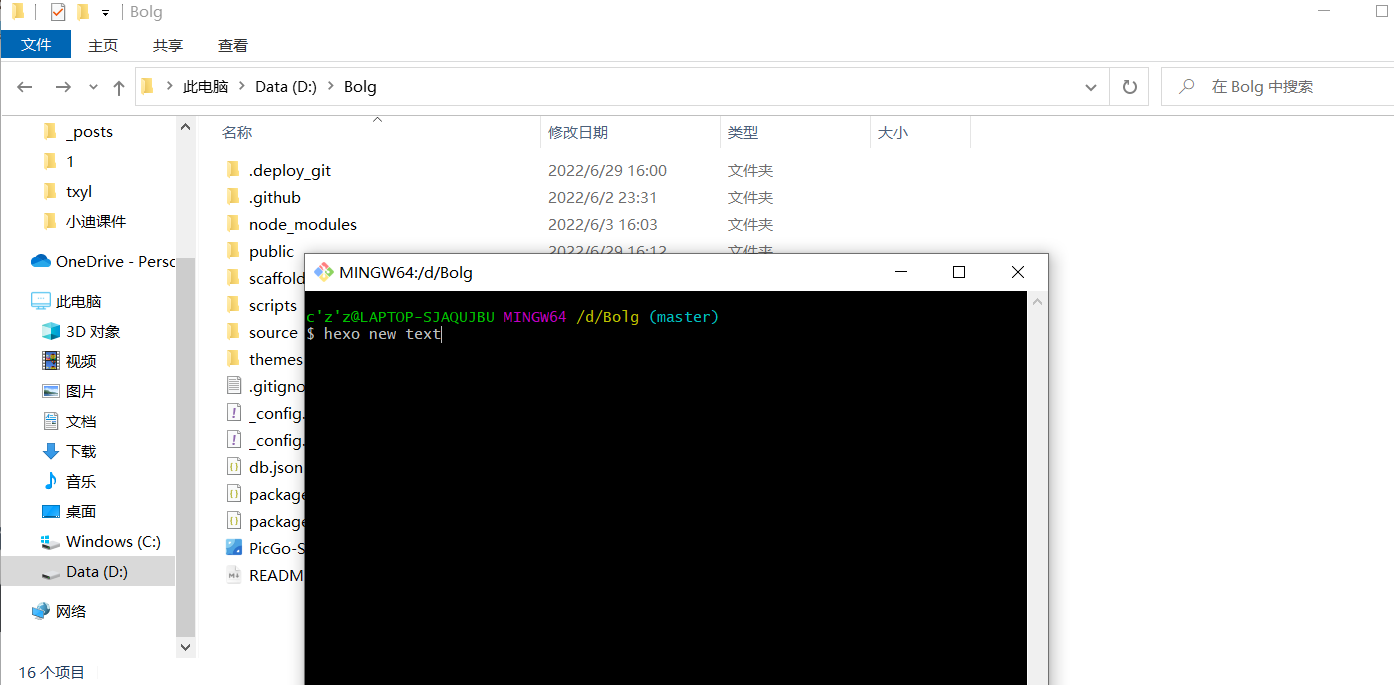 Bolg
文件 主页 共享 查看
此电脑 Data (D:) Bolg 在 Bolg 中搜索
名称 修改日期 类型 大小
_posts
1
txyl
小迪课件
OneDrive - Persc
此电脑
3D 对象
视频
图片
文档
下载
音乐
桌面
Windows (C:)
Data (D:)
网络
.deploy_git 2022/6/29 16:00 文件夹
.github 2022/6/2 23:31 文件夹
node_modules 2022/6/3 16:03 文件夹
public 2022/6/29 16:12 文件夹
scaffold
scripts
source
themes
.gitigno
_config.
_config.
db.json
package
package
PicGo-S
README
MINGW64:/d/Bolg
c'z'z@LAPTOP-SJAQUJBU MINGW64 /d/Bolg (master)
$ hexo new text
16 个项目